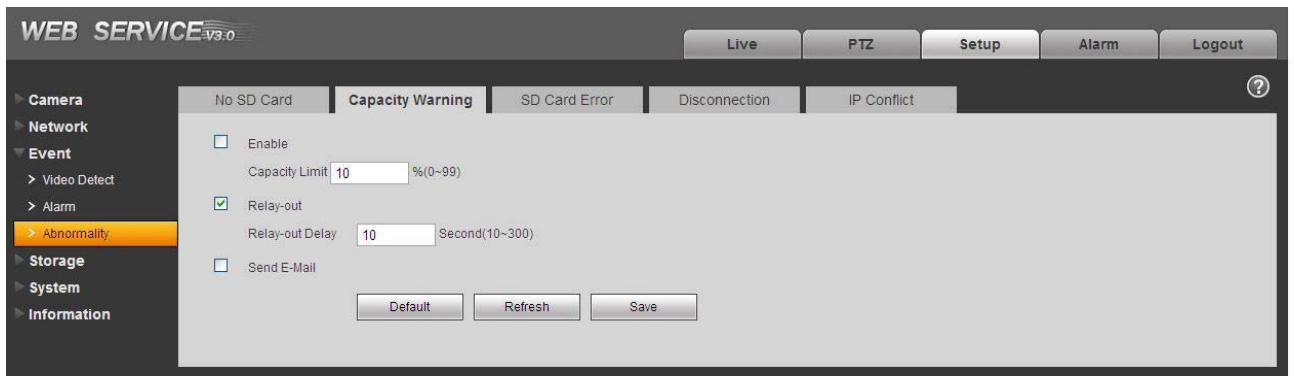 WEB SERVICE V3.0
Live PTZ Setup Alarm Logout
?
Camera
Network
Event
> Video Detect
> Alarm
> Abnormality
Storage
System
Information
No SD Card Capacity Warning SD Card Error Disconnection IP Conflict
Enable
Capacity Limit 10 %(0~99)
Relay-out
Relay-out Delay 10 Second(10~300)
Send E-Mail
Default Refresh Save